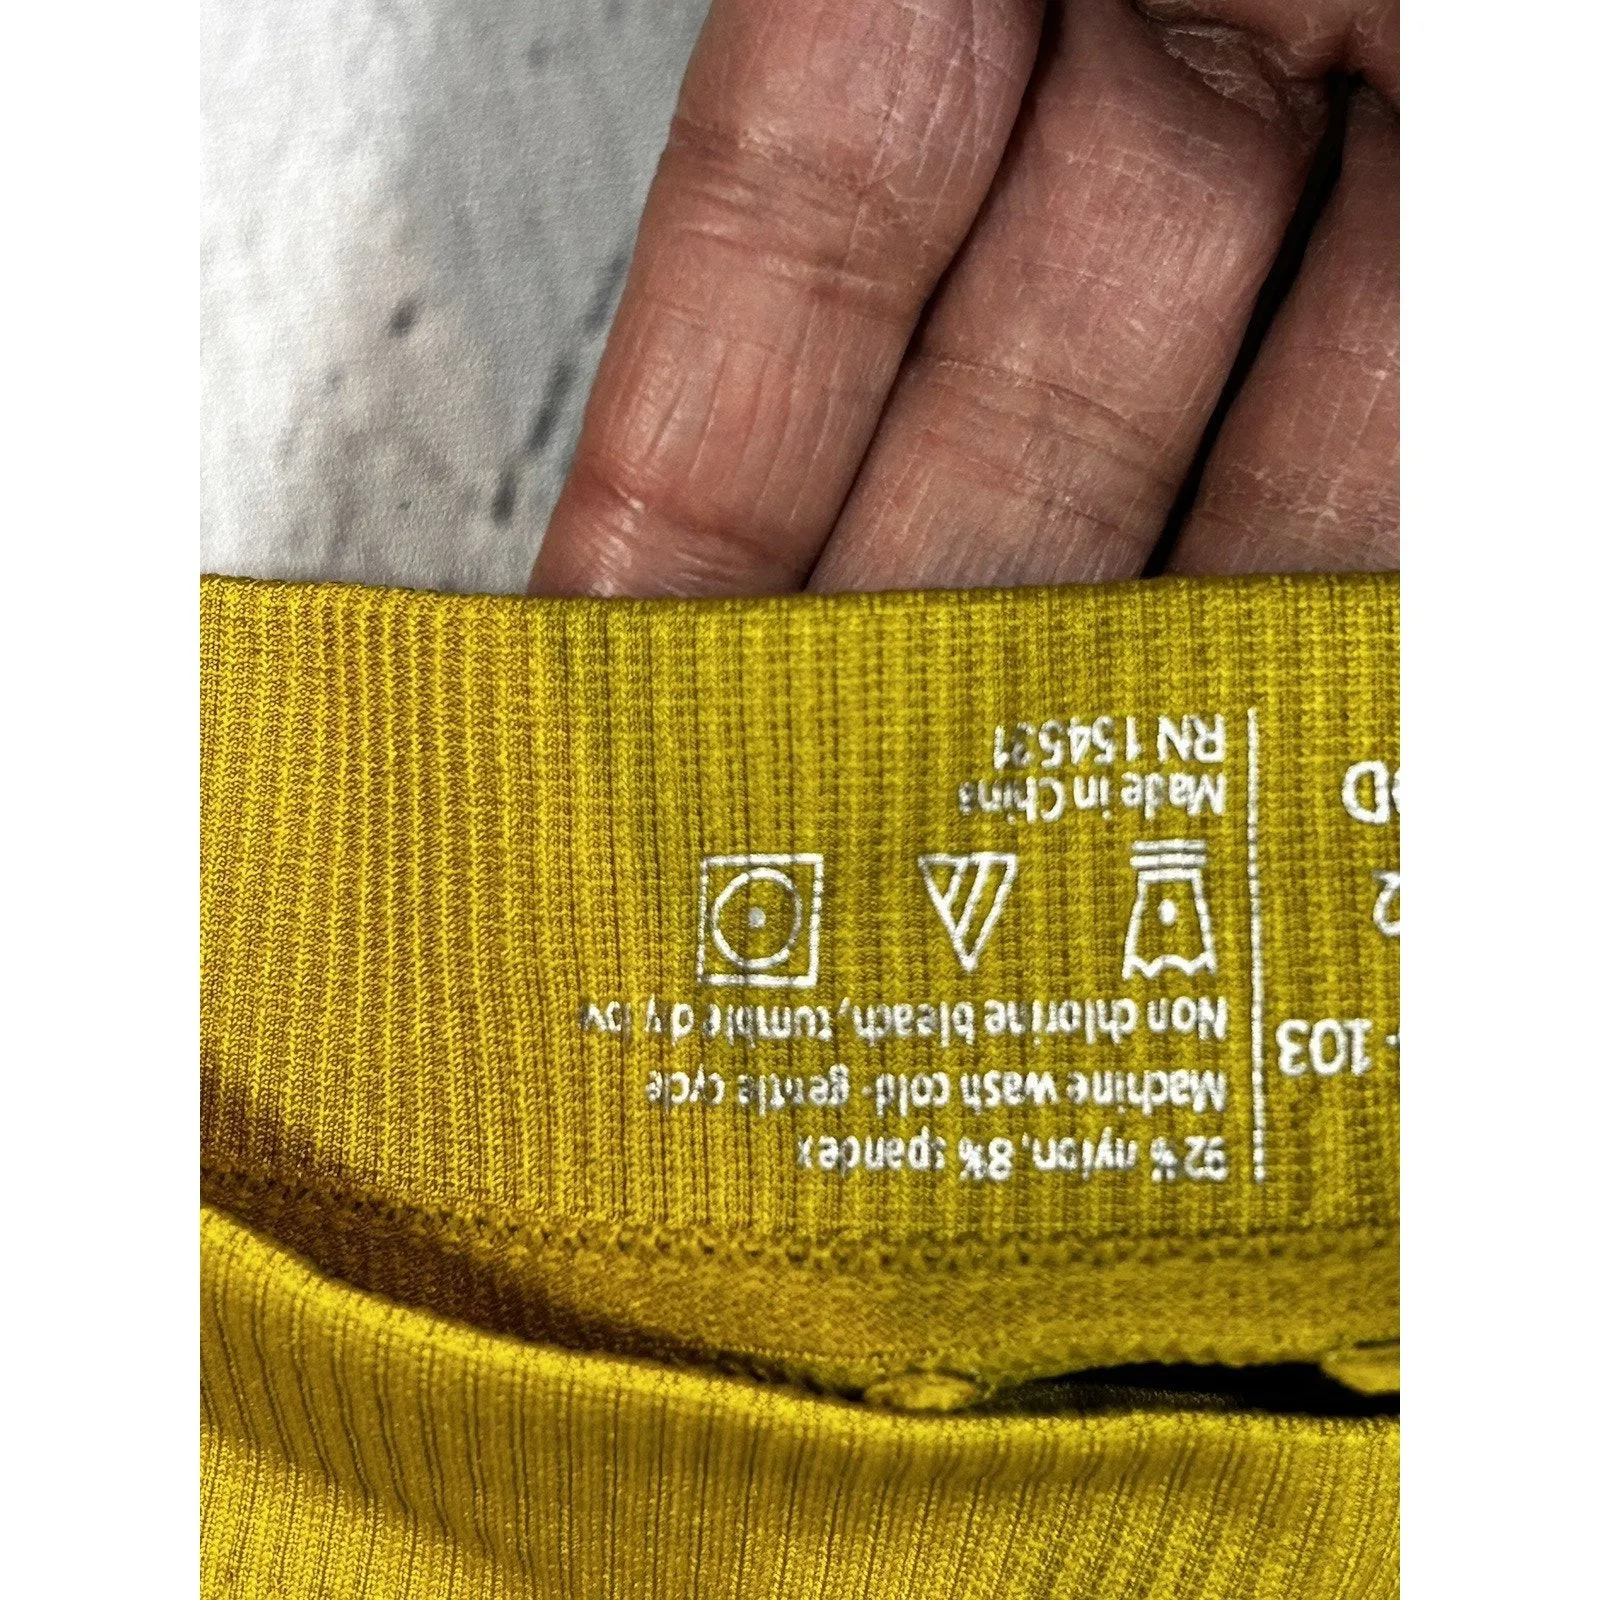 92% nylon, 8% spandex
Machine wash cold- gentle cycle
Non chlorine bleach, tumble dry low
Made in China
RN 154531
- 103